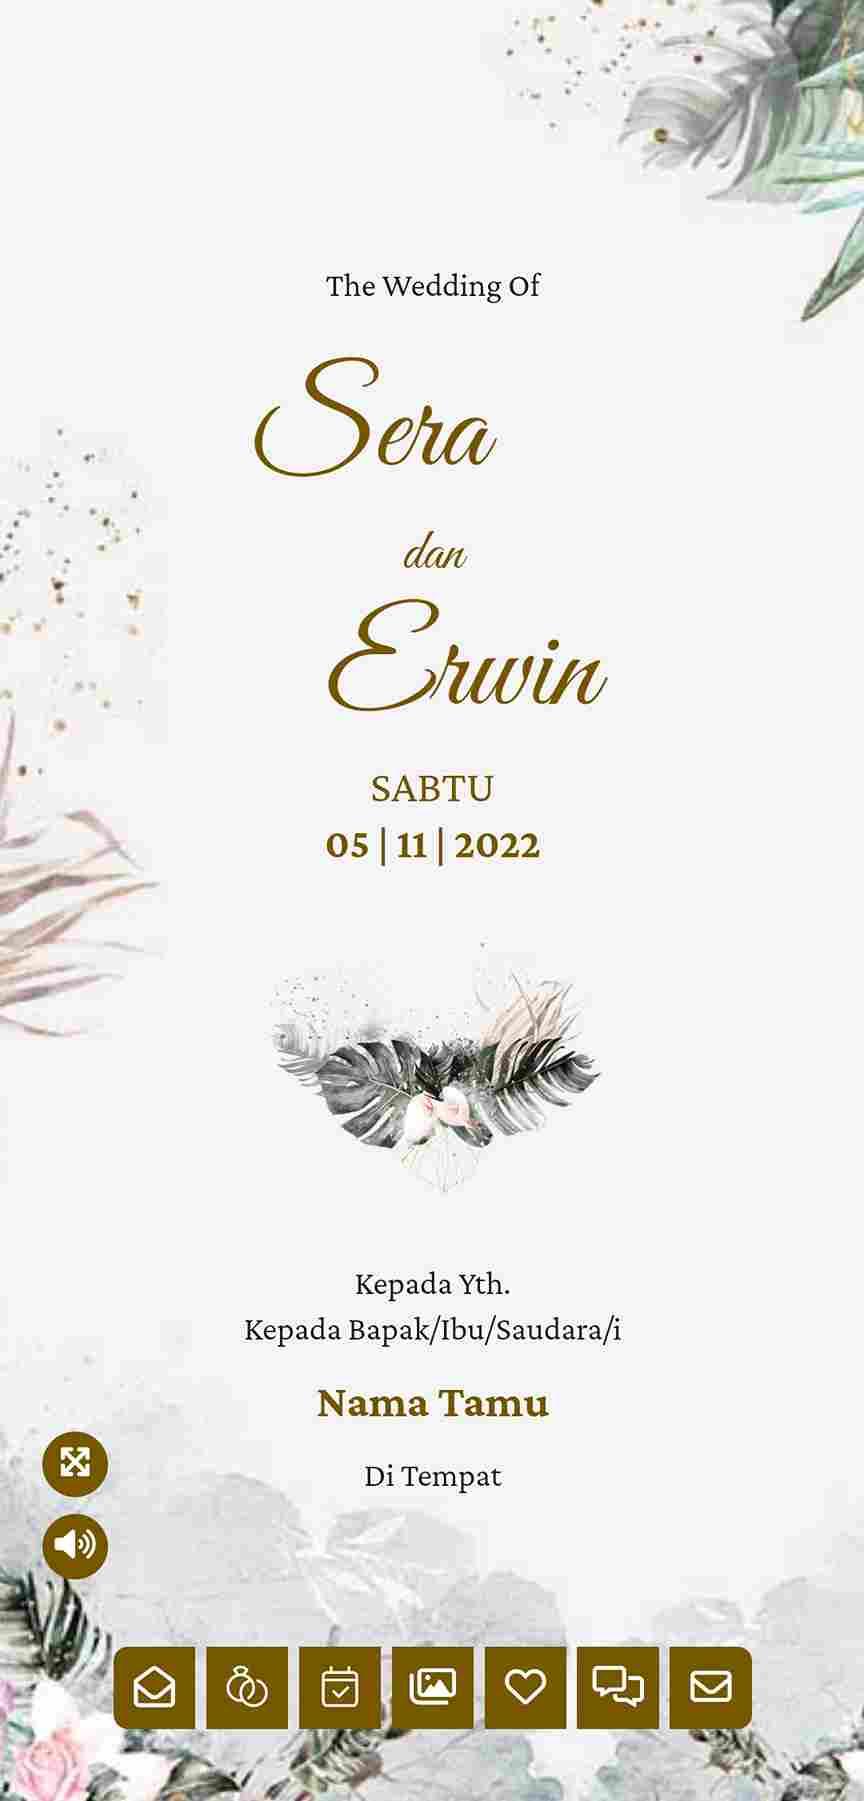 The Wedding Of
Sera
dan
Erwin
SABTU
05 | 11 | 2022
Kepada Yth.
Kepada Bapak/Ibu/Saudara/i
Nama Tamu
Di Tempat